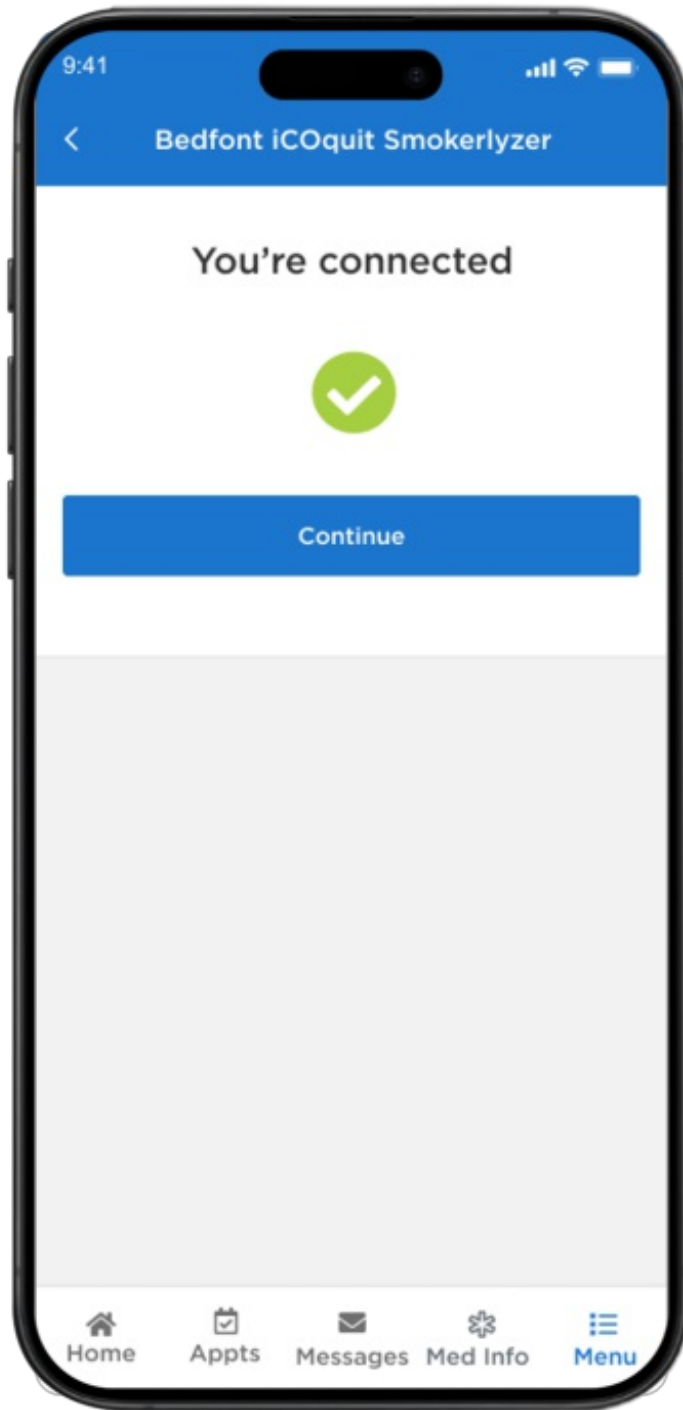 9:41
Bedfont iCOquit Smokerlyzer
You're connected
Continue
Home Appts Messages Med Info Menu